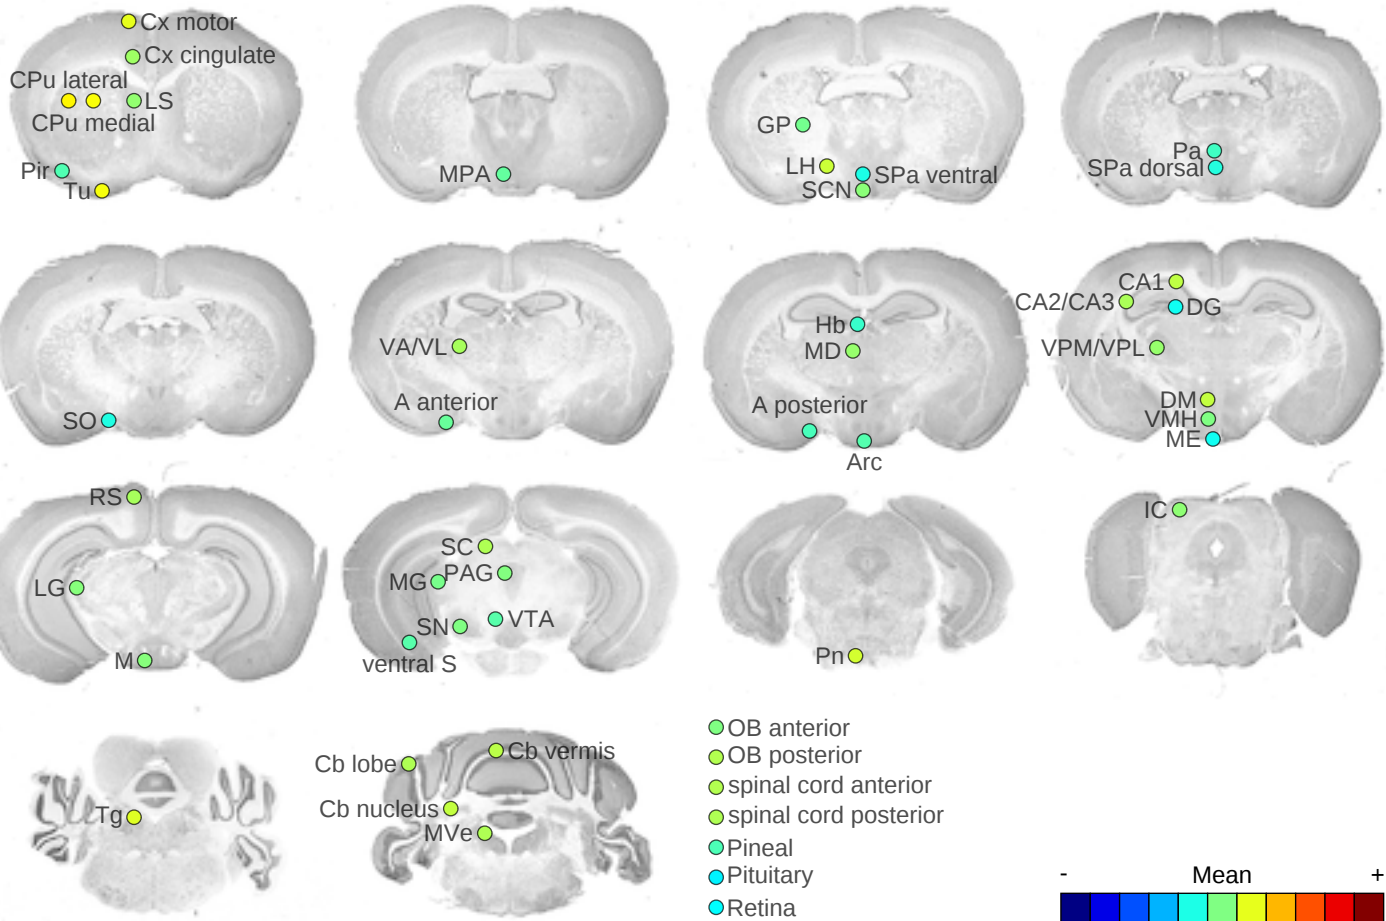 Cx motor
Cx cingulate
CPu lateral
LS
CPu medial
Pir
Tu
MPA
GP
LH
SPa ventral
SCN
Pa
SPa dorsal
SO
VA/VL
A anterior
Hb
MD
A posterior
Arc
CA1
CA2/CA3
DG
VPM/VPL
DM
VMH
ME
RS
LG
M
SC
MG
PAG
SN
VTA
ventral S
Pn
IC
Tg
Cb lobe
Cb vermis
Cb nucleus
MVe
OB anterior
OB posterior
spinal cord anterior
spinal cord posterior
Pineal
Pituitary
Retina
- Mean +